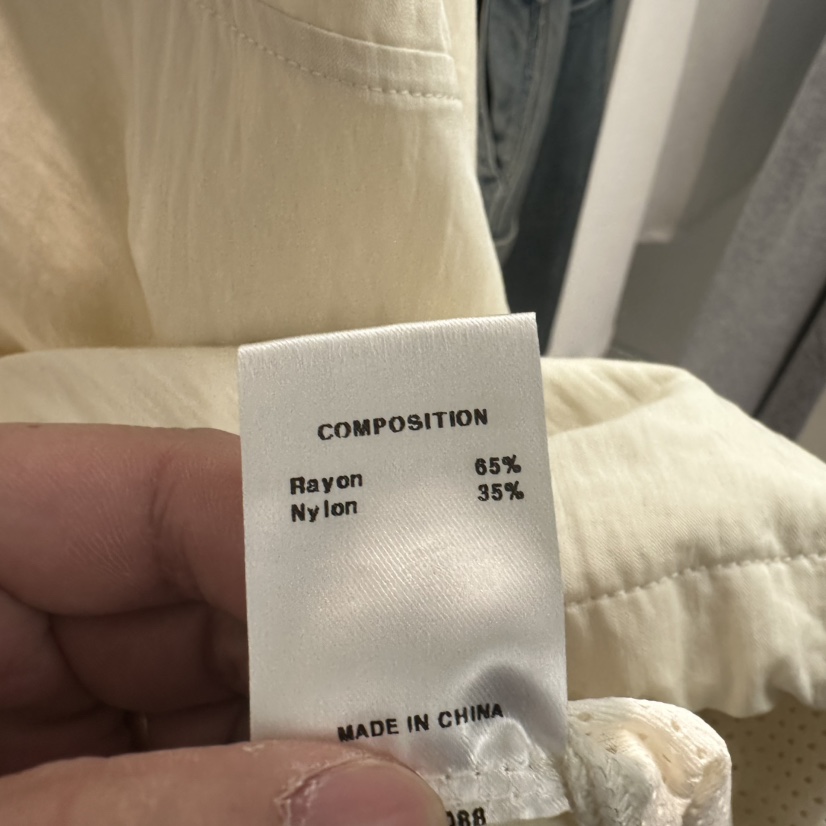 COMPOSITION
Rayon 65%
Nylon 35%
MADE IN CHINA